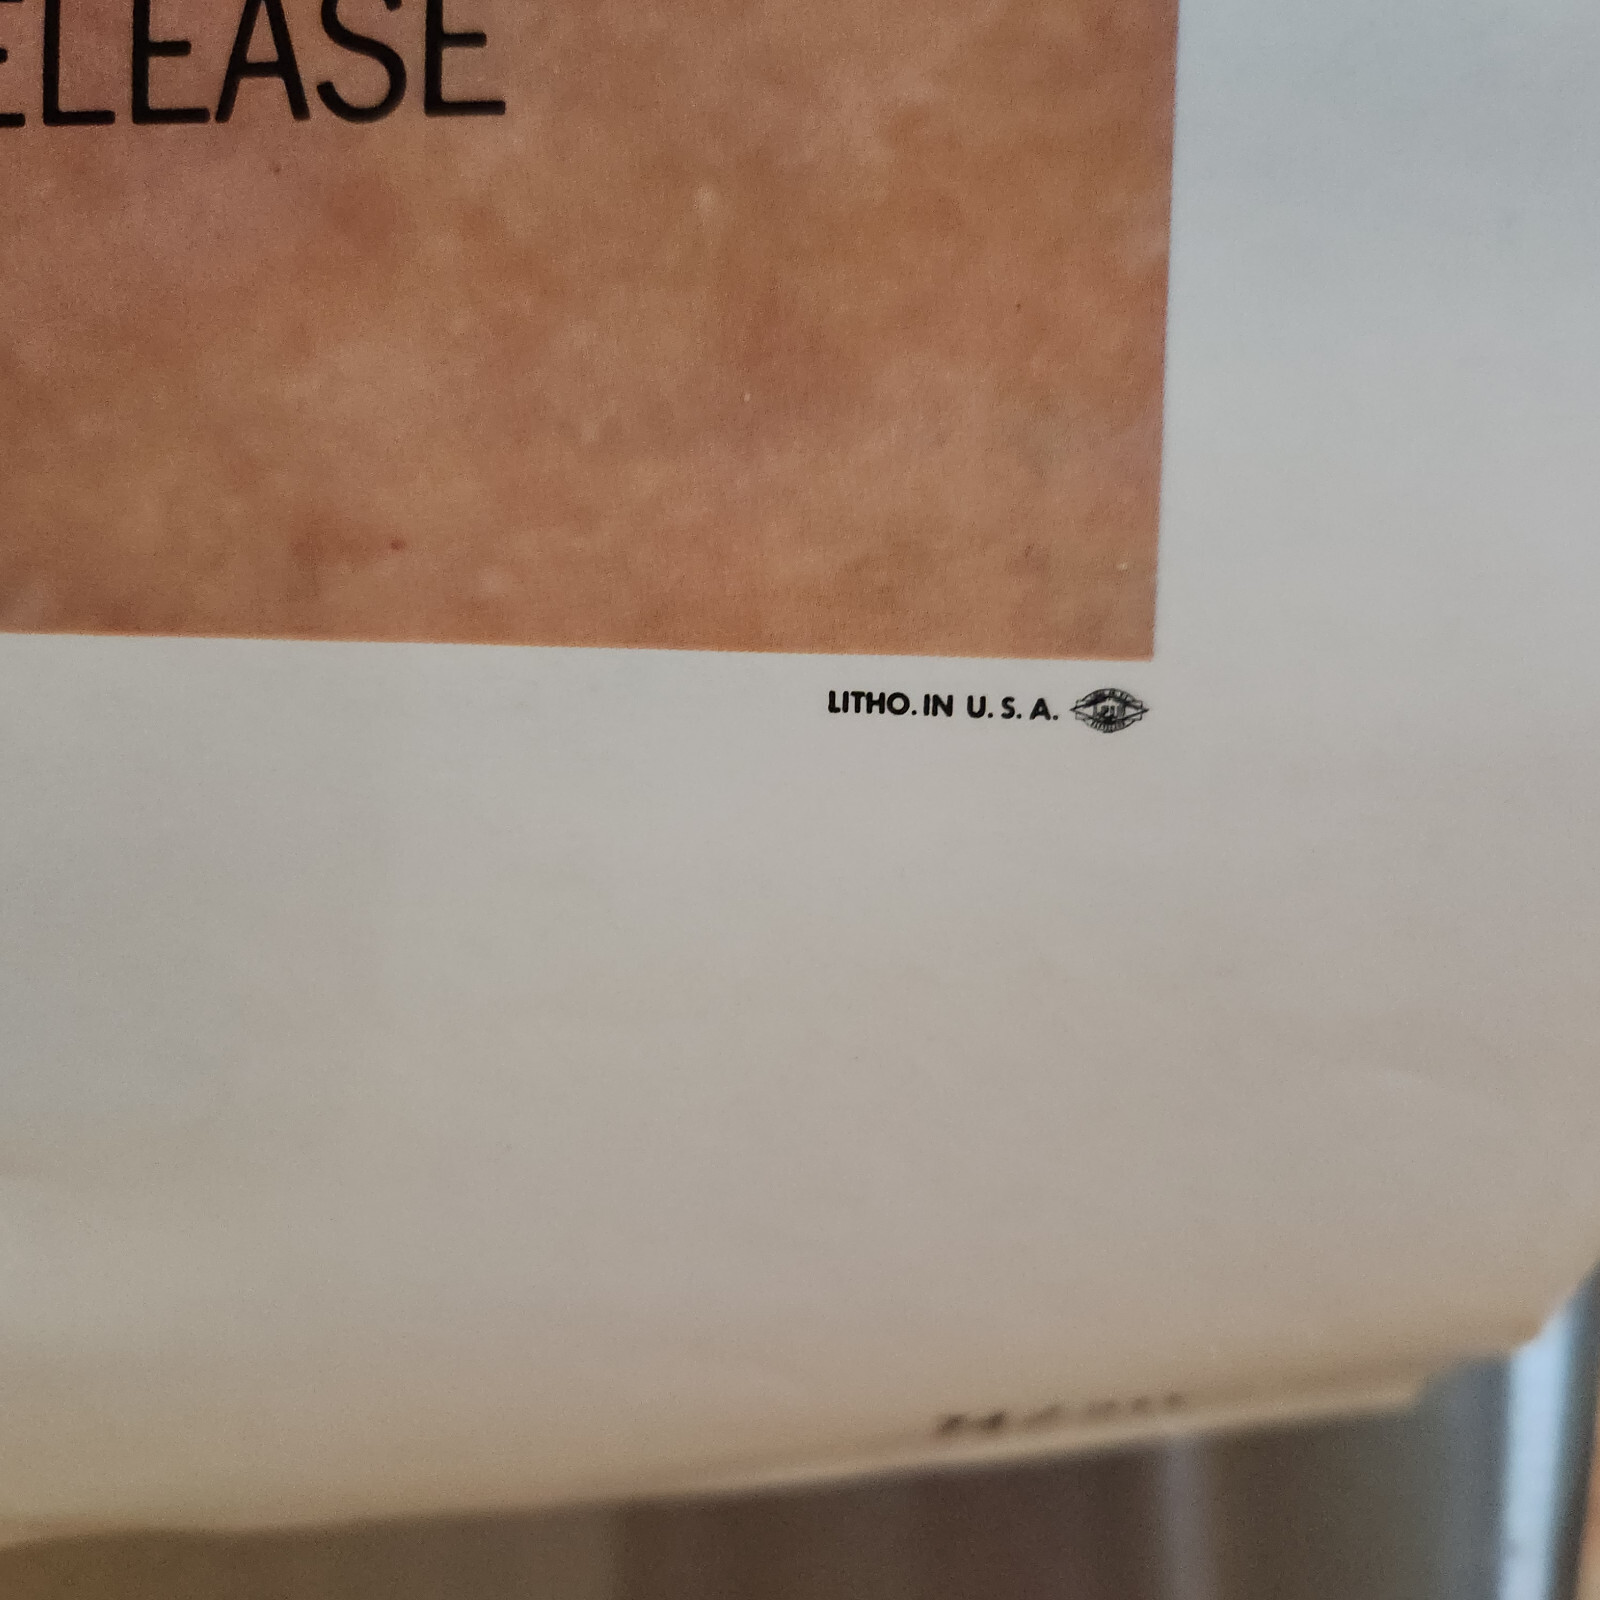 ELEASE
LITHO. IN U. S. A.